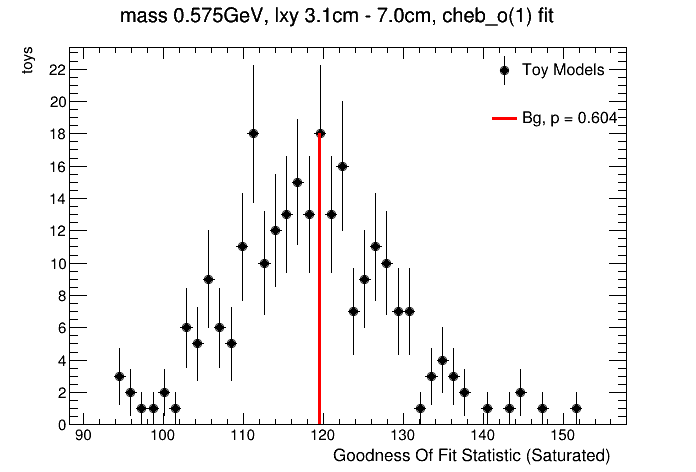 mass 0.575GeV, lxy 3.1cm - 7.0cm, cheb_o(1) fit
toys
22
20
18
16
14
12
10
8
6
4
2
0
Toy Models
Bg, p = 0.604
90 100 110 120 130 140 150
Goodness Of Fit Statistic (Saturated)